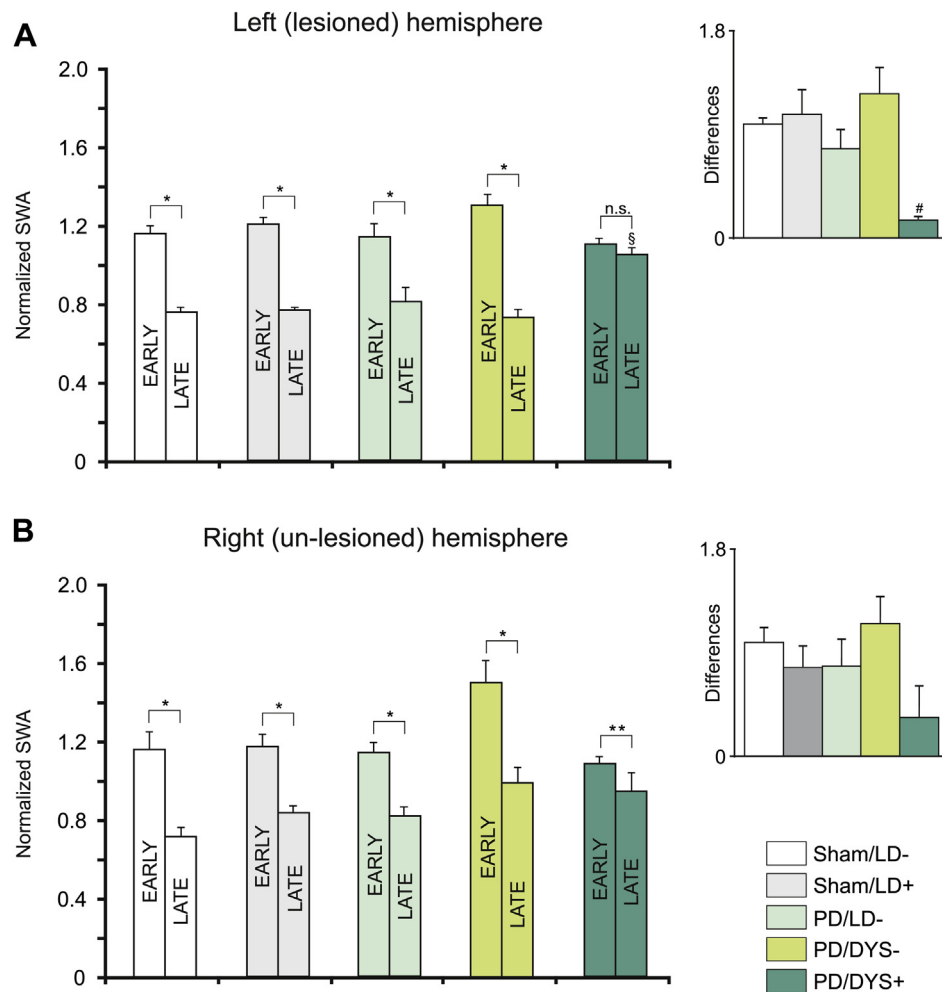 A
Left (lesioned) hemisphere
2.0
1.6
1.2
0.8
0.4
0
Normalized SWA
*
*
*
*
n.s.
§
EARLY
LATE
EARLY
LATE
EARLY
LATE
EARLY
LATE
EARLY
LATE
1.8
0
Differences
#
B
Right (un-lesioned) hemisphere
2.0
1.6
1.2
0.8
0.4
0
Normalized SWA
*
*
*
*
**
EARLY
LATE
EARLY
LATE
EARLY
LATE
EARLY
LATE
EARLY
LATE
1.8
0
Differences
Sham/LD-
Sham/LD+
PD/LD-
PD/DYS-
PD/DYS+